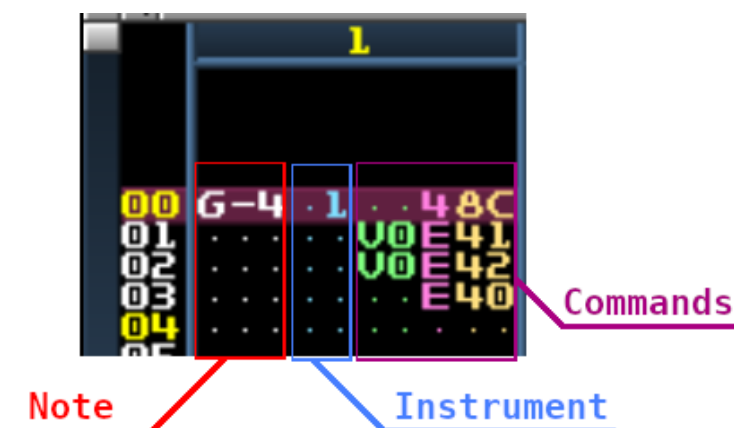 1
00 G-4 ·1 ··48C
01 ... ·· V0E41
02 ... ·· V0E42
03 ... ·· ··E40
04 ... ·· ·····
Commands
Note Instrument